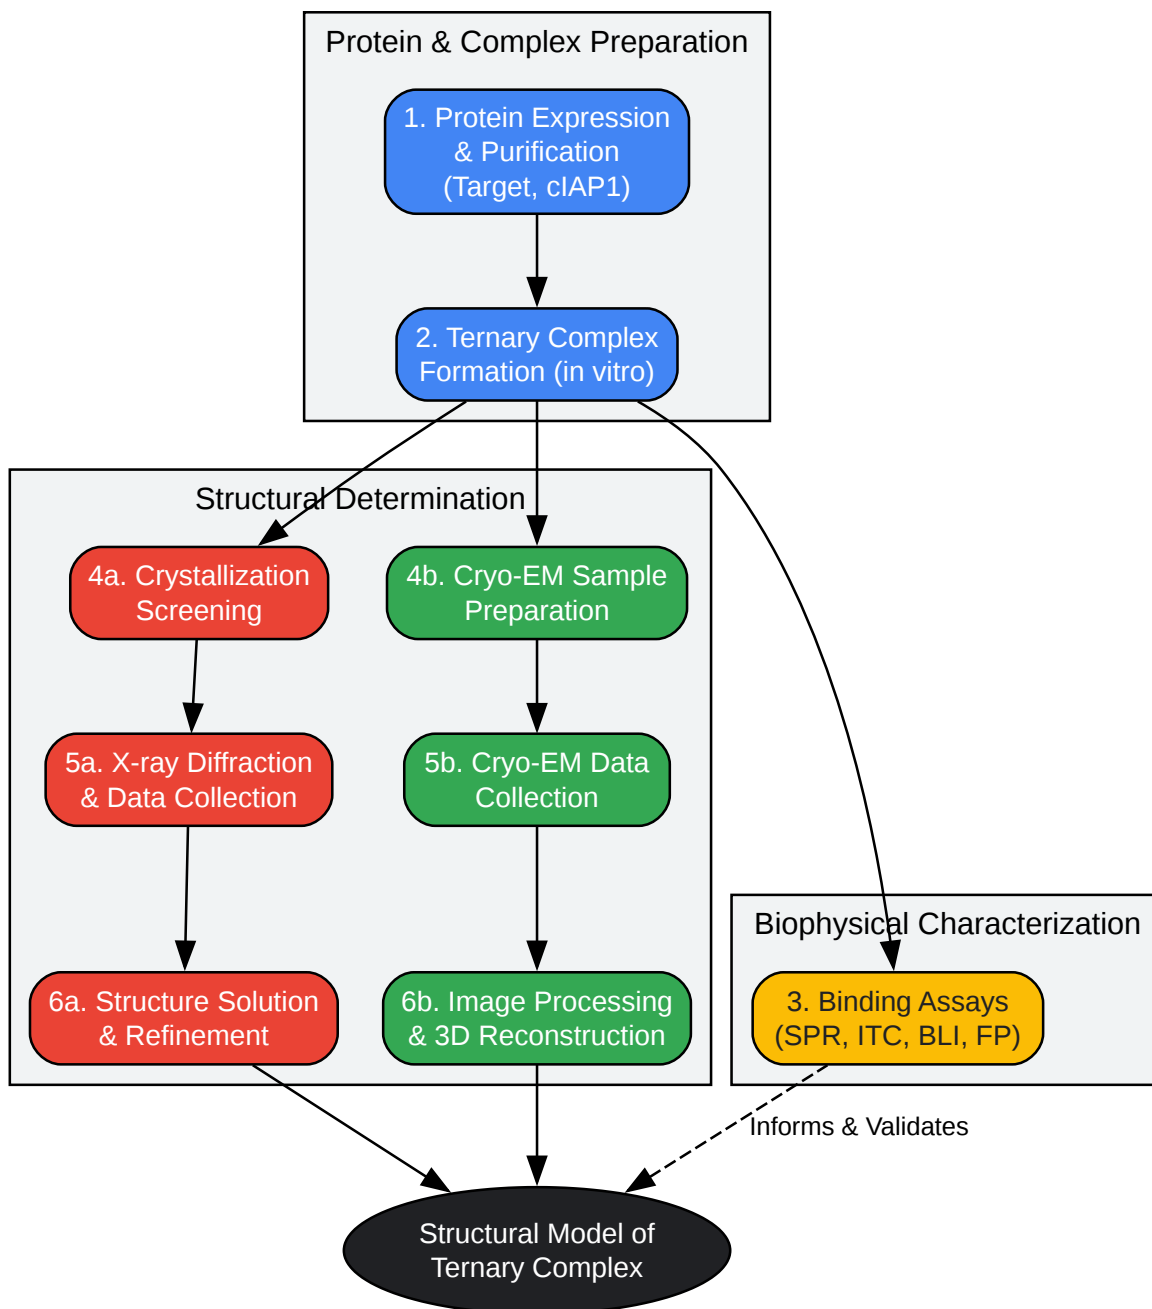 Protein & Complex Preparation
1. Protein Expression
& Purification
(Target, cIAP1)
2. Ternary Complex
Formation (in vitro)
Structural Determination
4a. Crystallization
Screening
4b. Cryo-EM Sample
Preparation
5a. X-ray Diffraction
& Data Collection
5b. Cryo-EM Data
Collection
Biophysical Characterization
6a. Structure Solution
& Refinement
6b. Image Processing
& 3D Reconstruction
3. Binding Assays
(SPR, ITC, BLI, FP)
Informs & Validates
Structural Model of
Ternary Complex